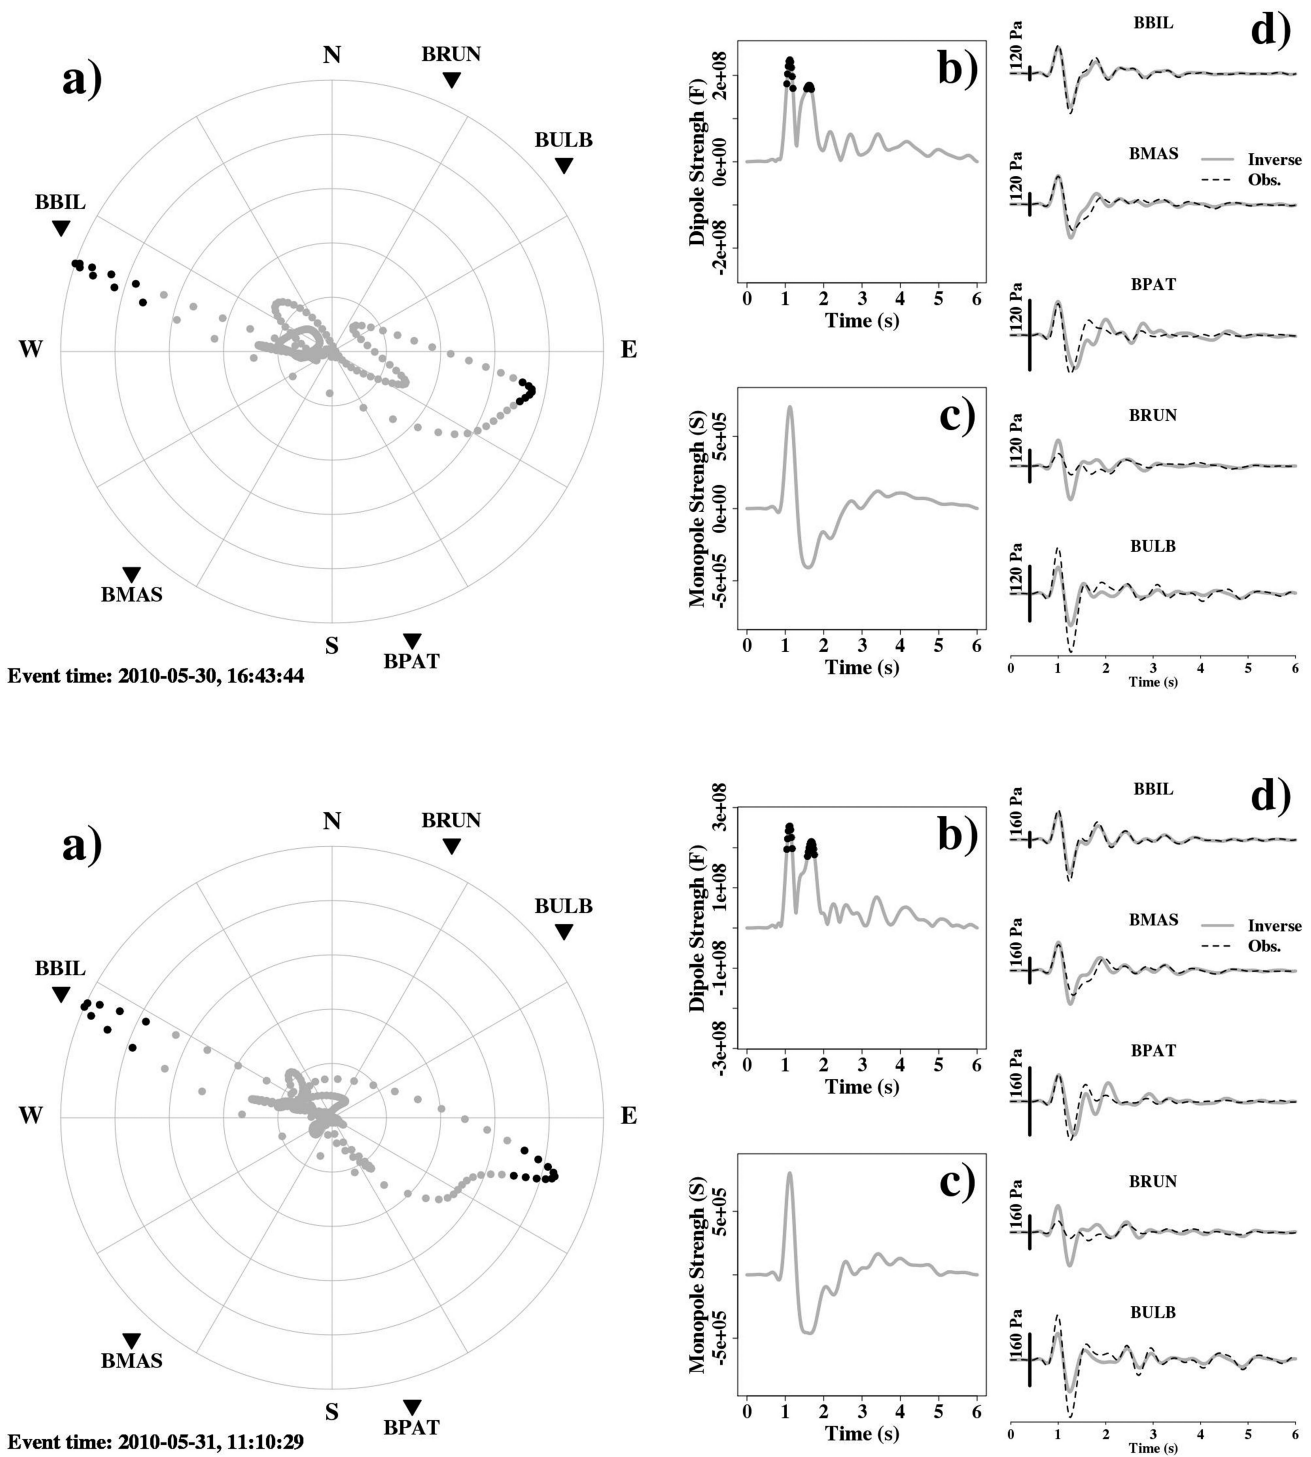 a)
N
BRUN
BULB
BBIL
W
E
BMAS
S
BPAT
Event time: 2010-05-30, 16:43:44
b)
Dipole Strengh (F)
2e+08
0e+00
-2e+08
0 1 2 3 4 5 6
Time (s)
c)
Monopole Strengh (S)
5e+05
0e+00
-5e+05
0 1 2 3 4 5 6
Time (s)
d)
BBIL
120 Pa
BMAS
120 Pa
Inverse
Obs.
BPAT
120 Pa
BRUN
120 Pa
BULB
120 Pa
0 1 2 3 4 5 6
Time (s)
a)
N
BRUN
BULB
BBIL
W
E
BMAS
S
BPAT
Event time: 2010-05-31, 11:10:29
b)
Dipole Strengh (F)
3e+08
1e+08
-1e+08
-3e+08
0 1 2 3 4 5 6
Time (s)
c)
Monopole Strengh (S)
5e+05
-5e+05
0 1 2 3 4 5 6
Time (s)
d)
BBIL
160 Pa
BMAS
160 Pa
Inverse
Obs.
BPAT
160 Pa
BRUN
160 Pa
BULB
160 Pa
0 1 2 3 4 5 6
Time (s)